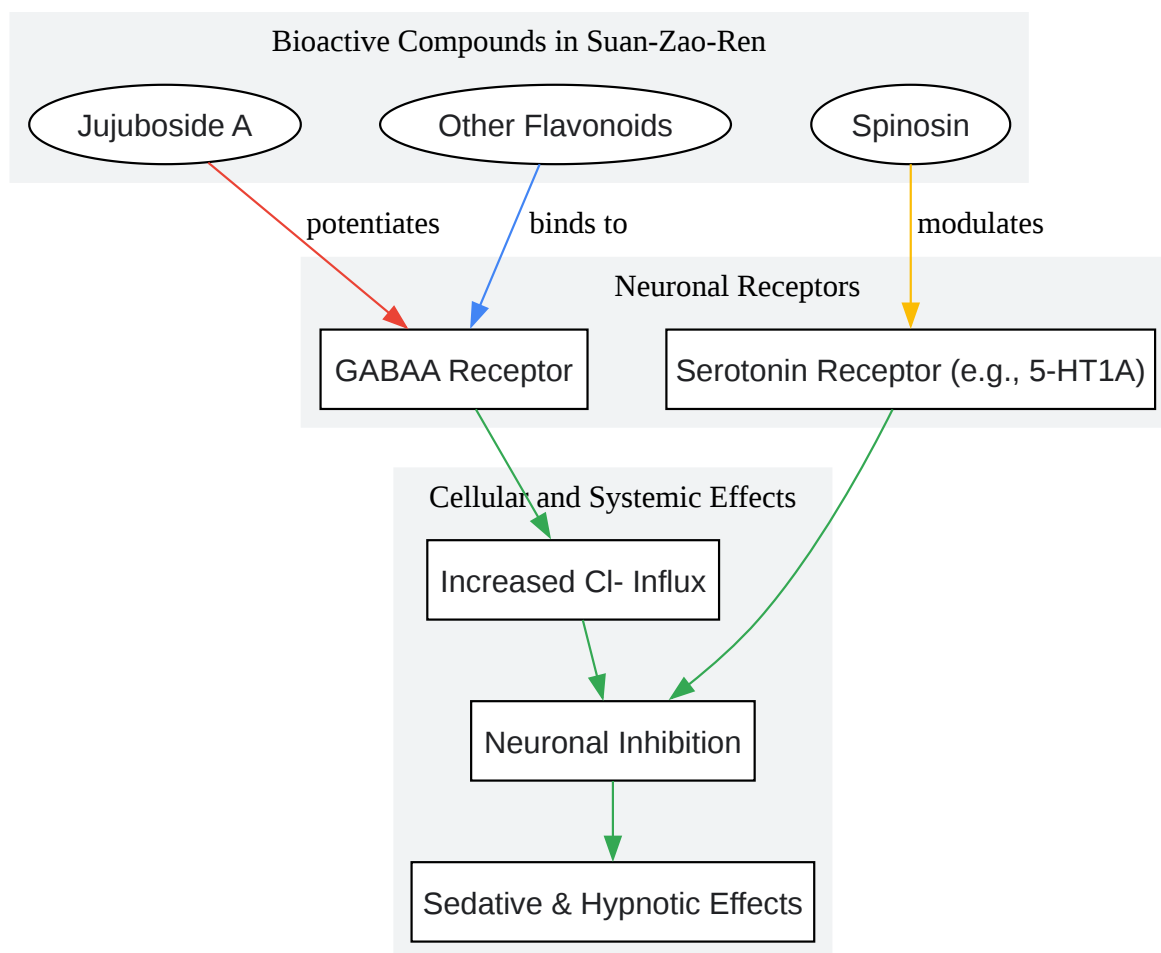 Bioactive Compounds in Suan-Zao-Ren
Jujuboside A
Other Flavonoids
Spinosin
potentiates
binds to
modulates
Neuronal Receptors
GABAA Receptor
Serotonin Receptor (e.g., 5-HT1A)
Cellular and Systemic Effects
Increased Cl- Influx
Neuronal Inhibition
Sedative & Hypnotic Effects